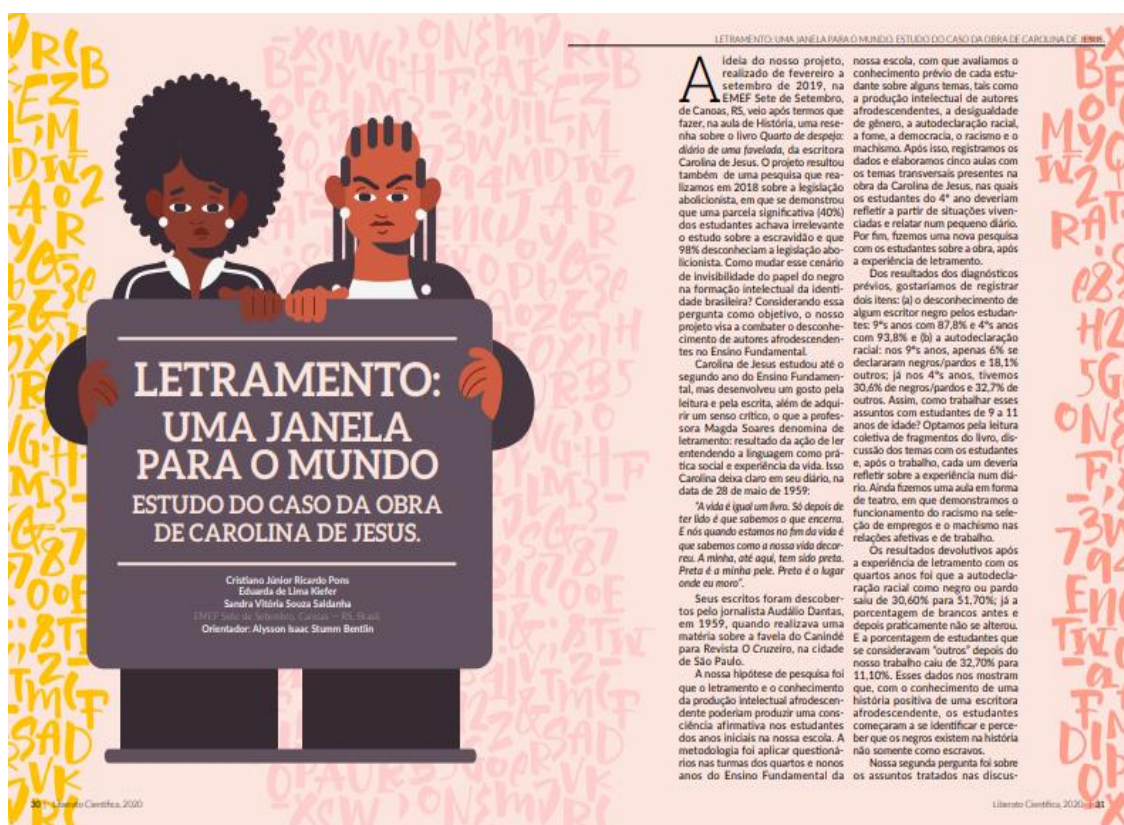 LETRAMENTO:
UMA JANELA
PARA O MUNDO
ESTUDO DO CASO DA OBRA
DE CAROLINA DE JESUS.
Cristiano Júnior Ricardo Pons
Eduarda de Lima Kiefer
Sandra Vitória Souza Saldanha
EMEF Sete de Setembro, Canoas — RS, Brasil
Orientador: Alysson Isaac Stumm Bentlin
30 | Liberato Científica, 2020
LETRAMENTO: UMA JANELA PARA O MUNDO. ESTUDO DO CASO DA OBRA DE CAROLINA DE JESUS.
A ideia do nosso projeto,
realizado de fevereiro a
setembro de 2019, na
EMEF Sete de Setembro,
de Canoas, RS, veio após termos que
fazer, na aula de História, uma rese-
nha sobre o livro Quarto de despejo:
diário de uma favelada, da escritora
Carolina de Jesus. O projeto resultou
também de uma pesquisa que rea-
lizamos em 2018 sobre a legislação
abolicionista, em que se demonstrou
que uma parcela significativa (40%)
dos estudantes achava irrelevante
o estudo sobre a escravidão e que
98% desconheciam a legislação abo-
licionista. Como mudar esse cenário
de invisibilidade do papel do negro
na formação intelectual da identi-
dade brasileira? Considerando essa
pergunta como objetivo, o nosso
projeto visa a combater o desconhe-
cimento de autores afrodescenden-
tes no Ensino Fundamental.
Carolina de Jesus estudou até o
segundo ano do Ensino Fundamen-
tal, mas desenvolveu um gosto pela
leitura e pela escrita, além de adqui-
rir um senso crítico, o que a profes-
sora Magda Soares denomina de
letramento: resultado da ação de ler
entendendo a linguagem como prá-
tica social e experiência da vida. Isso
Carolina deixa claro em seu diário, na
data de 28 de maio de 1959:
"A vida é igual um livro. Só depois de
ter lido é que sabemos o que encerra.
E nós quando estamos no fim da vida é
que sabemos como a nossa vida decor-
reu. A minha, até aqui, tem sido preta.
Preta é a minha pele. Preto é o lugar
onde eu moro".
Seus escritos foram descober-
tos pelo jornalista Audálio Dantas,
em 1959, quando realizava uma
matéria sobre a favela do Canindé
para Revista O Cruzeiro, na cidade
de São Paulo.
A nossa hipótese de pesquisa foi
que o letramento e o conhecimento
da produção intelectual afrodescen-
dente poderiam produzir uma cons-
ciência afirmativa nos estudantes
dos anos iniciais na nossa escola. A
metodologia foi aplicar questioná-
rios nas turmas dos quartos e nonos
anos do Ensino Fundamental da
nossa escola, com que avaliamos o
conhecimento prévio de cada estu-
dante sobre alguns temas, tais como
a produção intelectual de autores
afrodescendentes, a desigualdade
de gênero, a autodeclaração racial,
a fome, a democracia, o racismo e o
machismo. Após isso, registramos os
dados e elaboramos cinco aulas com
os temas transversais presentes na
obra da Carolina de Jesus, nas quais
os estudantes do 4° ano deveriam
refletir a partir de situações viven-
ciadas e relatar num pequeno diário.
Por fim, fizemos uma nova pesquisa
com os estudantes sobre a obra, após
a experiência de letramento.
Dos resultados dos diagnósticos
prévios, gostaríamos de registrar
dois itens: (a) o desconhecimento de
algum escritor negro pelos estudan-
tes: 9°s anos com 87,8% e 4°s anos
com 93,8% e (b) a autodeclaração
racial: nos 9°s anos, apenas 6% se
declararam negros/pardos e 18,1%
outros; já nos 4°s anos, tivemos
30,6% de negros/pardos e 32,7% de
outros. Assim, como trabalhar esses
assuntos com estudantes de 9 a 11
anos de idade? Optamos pela leitura
coletiva de fragmentos do livro, dis-
cussão dos temas com os estudantes
e, após o trabalho, cada um deveria
refletir sobre a experiência num diá-
rio. Ainda fizemos uma aula em forma
de teatro, em que demonstramos o
funcionamento do racismo na sele-
ção de empregos e o machismo nas
relações afetivas e de trabalho.
Os resultados devolutivos após
a experiência de letramento com os
quartos anos foi que a autodecla-
ração racial como negro ou pardo
saiu de 30,60% para 51,70%; já a
porcentagem de brancos antes e
depois praticamente não se alterou.
E a porcentagem de estudantes que
se consideravam "outros" depois do
nosso trabalho caiu de 32,70% para
11,10%. Esses dados nos mostram
que, com o conhecimento de uma
história positiva de uma escritora
afrodescendente, os estudantes
começaram a se identificar e perce-
ber que os negros existem na história
não somente como escravos.
Nossa segunda pergunta foi sobre
os assuntos tratados nas discus-
Liberato Científica, 2020 | 31